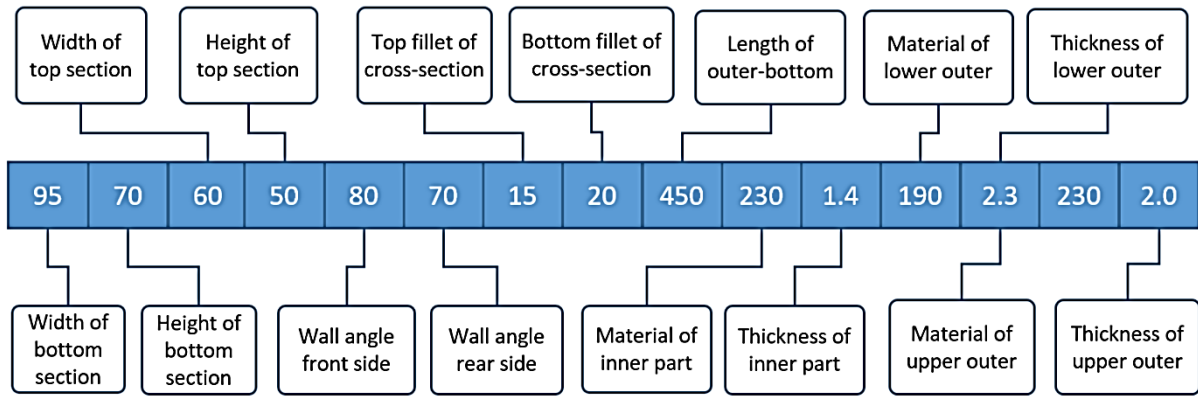 Width of
top section
Height of
top section
Top fillet of
cross-section
Bottom fillet of
cross-section
Length of
outer-bottom
Material of
lower outer
Thickness of
lower outer
95 70 60 50 80 70 15 20 450 230 1.4 190 2.3 230 2.0
Width of
bottom
section
Height of
bottom
section
Wall angle
front side
Wall angle
rear side
Material of
inner part
Thickness of
inner part
Material of
upper outer
Thickness of
upper outer